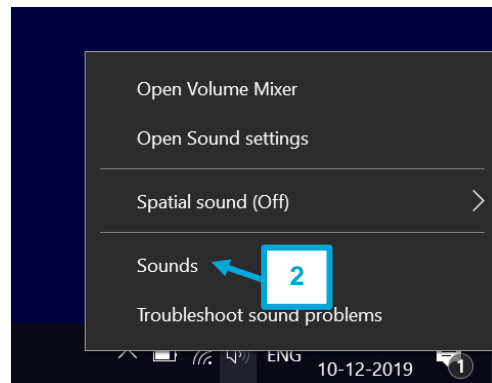 Open Volume Mixer
Open Sound settings
Spatial sound (Off)
Sounds
2
Troubleshoot sound problems
ENG
10-12-2019
1